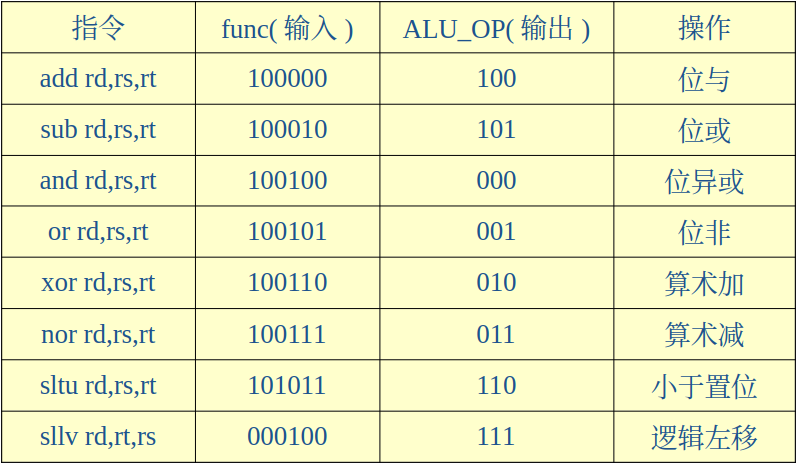 指令 func( 输入 ) ALU_OP( 输出 ) 操作
add rd,rs,rt 100000 100 位与
sub rd,rs,rt 100010 101 位或
and rd,rs,rt 100100 000 位异或
or rd,rs,rt 100101 001 位非
xor rd,rs,rt 100110 010 算术加
nor rd,rs,rt 100111 011 算术减
sltu rd,rs,rt 101011 110 小于置位
sllv rd,rt,rs 000100 111 逻辑左移